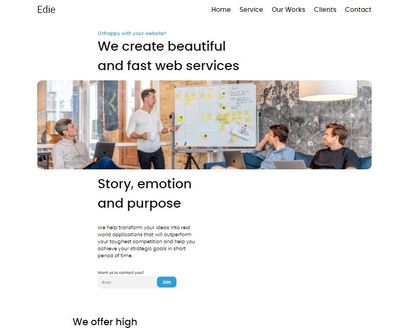 Edie
Home Service Our Works Clients Contact
Unhappy with your website?
We create beautiful
and fast web services
Story, emotion
and purpose
We help transform your ideas into real
world applications that will outperform
your toughest competition and help you
achieve your strategic goals in short
period of time.
Want us to contact you?
Email
Join
We offer high